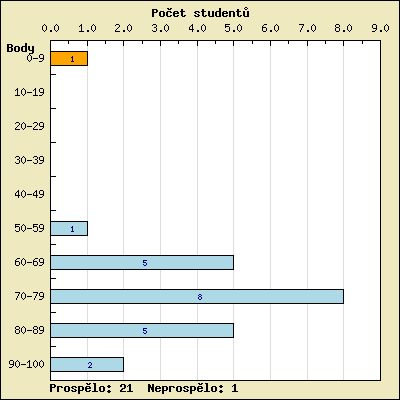 Počet studentů
0.0 1.0 2.0 3.0 4.0 5.0 6.0 7.0 8.0 9.0
Body
0-9 1
10-19
20-29
30-39
40-49
50-59 1
60-69 5
70-79 8
80-89 5
90-100 2
Prospělo: 21 Neprospělo: 1